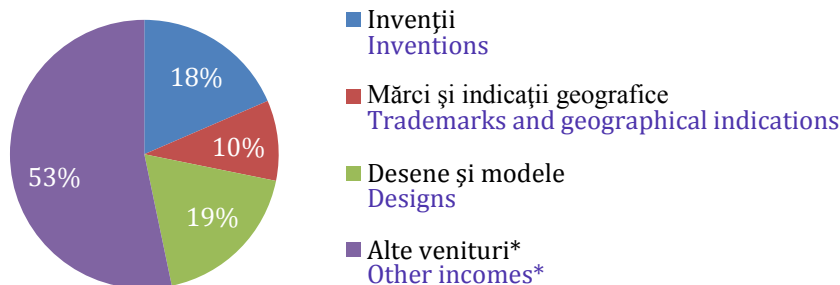 18%
10%
19%
53%
Invenţii
Inventions
Mărci şi indicaţii geografice
Trademarks and geographical indications
Desene şi modele
Designs
Alte venituri*
Other incomes*